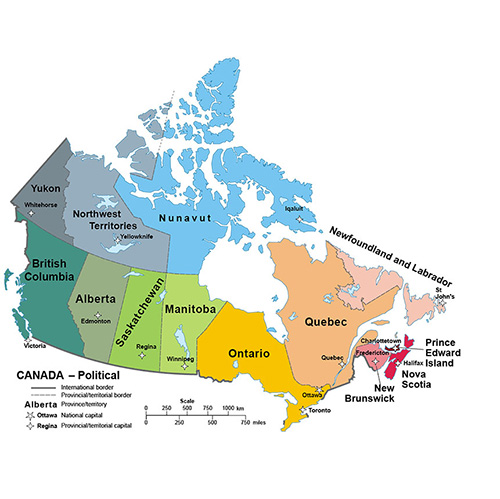 Yukon
Whitehorse
Northwest
Territories
Yellowknife
Nunavut
Iqaluit
Newfoundland and Labrador
St
John's
British
Columbia
Victoria
Alberta
Edmonton
Saskatchewan
Regina
Manitoba
Winnipeg
Ontario
Ottawa
Toronto
Quebec
Quebec
Charlottetown
Fredericton
Halifax
Prince
Edward
Island
Nova
Scotia
New
Brunswick
CANADA – Political
International border
Provincial/territorial border
Alberta Province/territory
Ottawa National capital
Regina Provincial/territorial capital
Scale
0 250 500 750 1000 km
0 250 500 750 miles